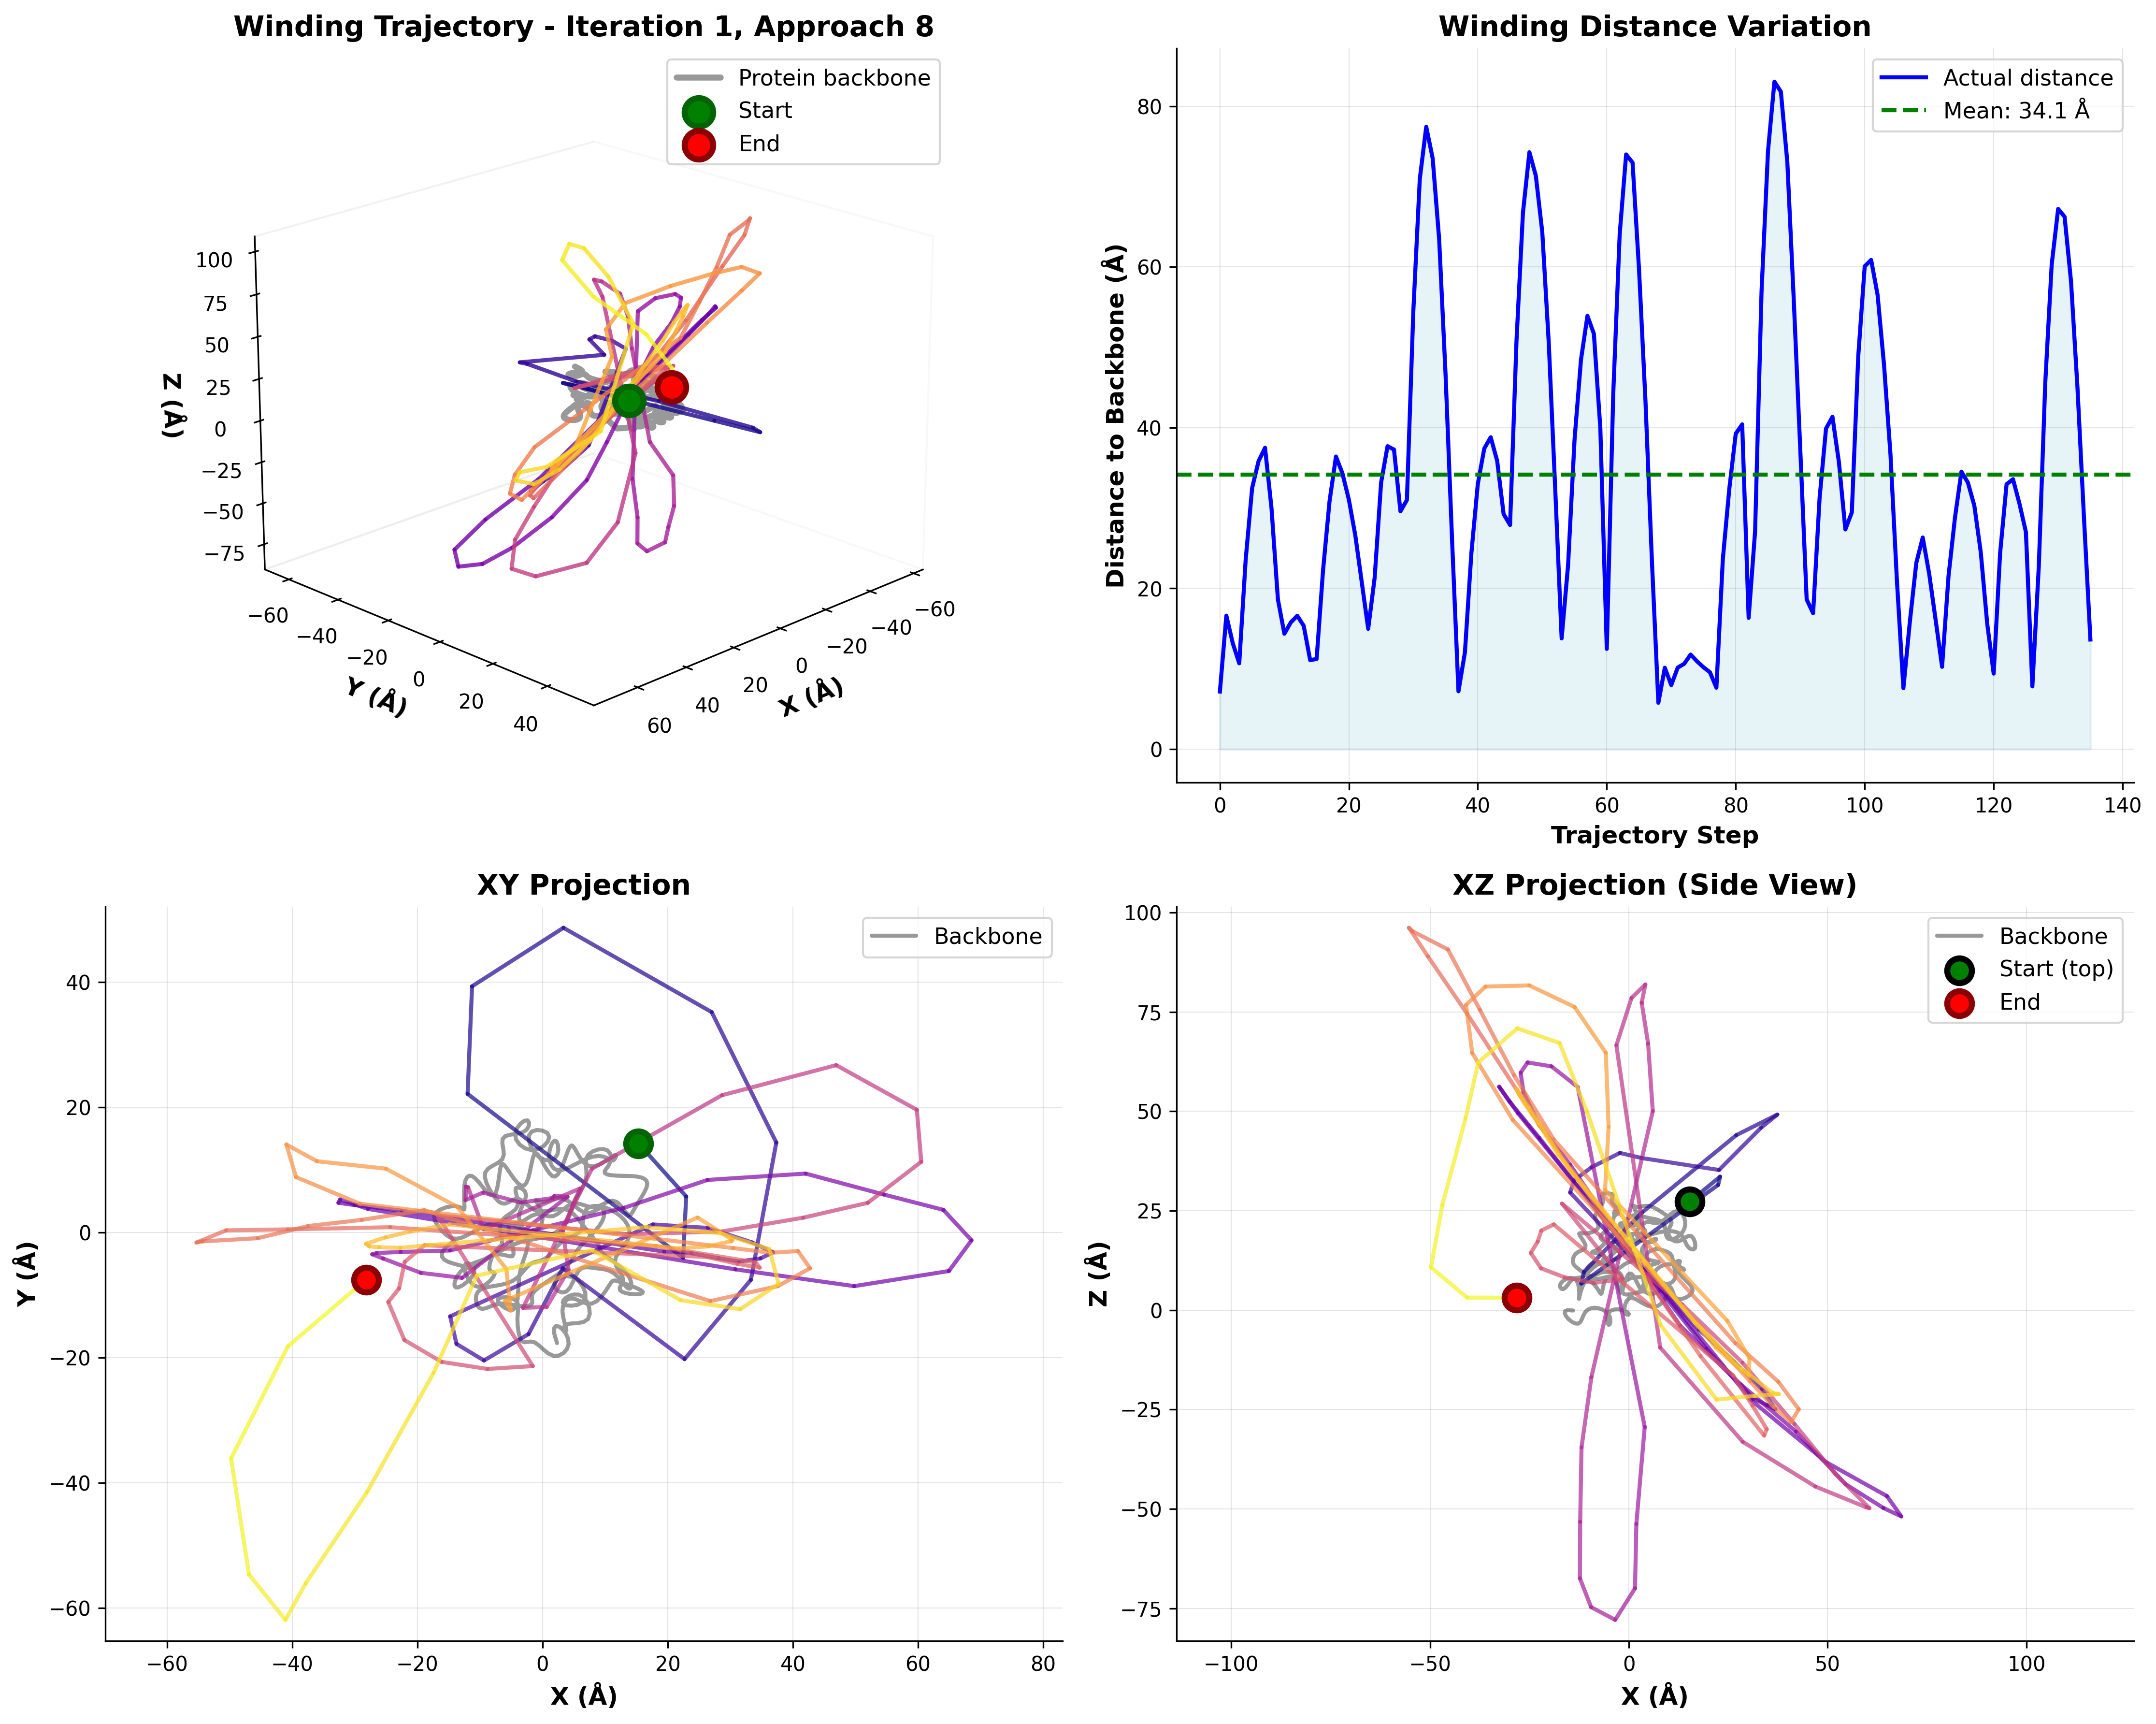 Winding Trajectory - Iteration 1, Approach 8
Protein backbone
Start
End
100
75
50
25
0
−25
−50
−75
Z (Å)
−60
−40
−20
0
20
40
Y (Å)
60
40
20
0
−20
−40
−60
X (Å)
Winding Distance Variation
Actual distance
Mean: 34.1 Å
80
60
40
20
0
Distance to Backbone (Å)
0 20 40 60 80 100 120 140
Trajectory Step
XY Projection
Backbone
40
20
0
−20
−40
−60
Y (Å)
−60 −40 −20 0 20 40 60 80
X (Å)
XZ Projection (Side View)
Backbone
Start (top)
End
100
75
50
25
0
−25
−50
−75
Z (Å)
−100 −50 0 50 100
X (Å)